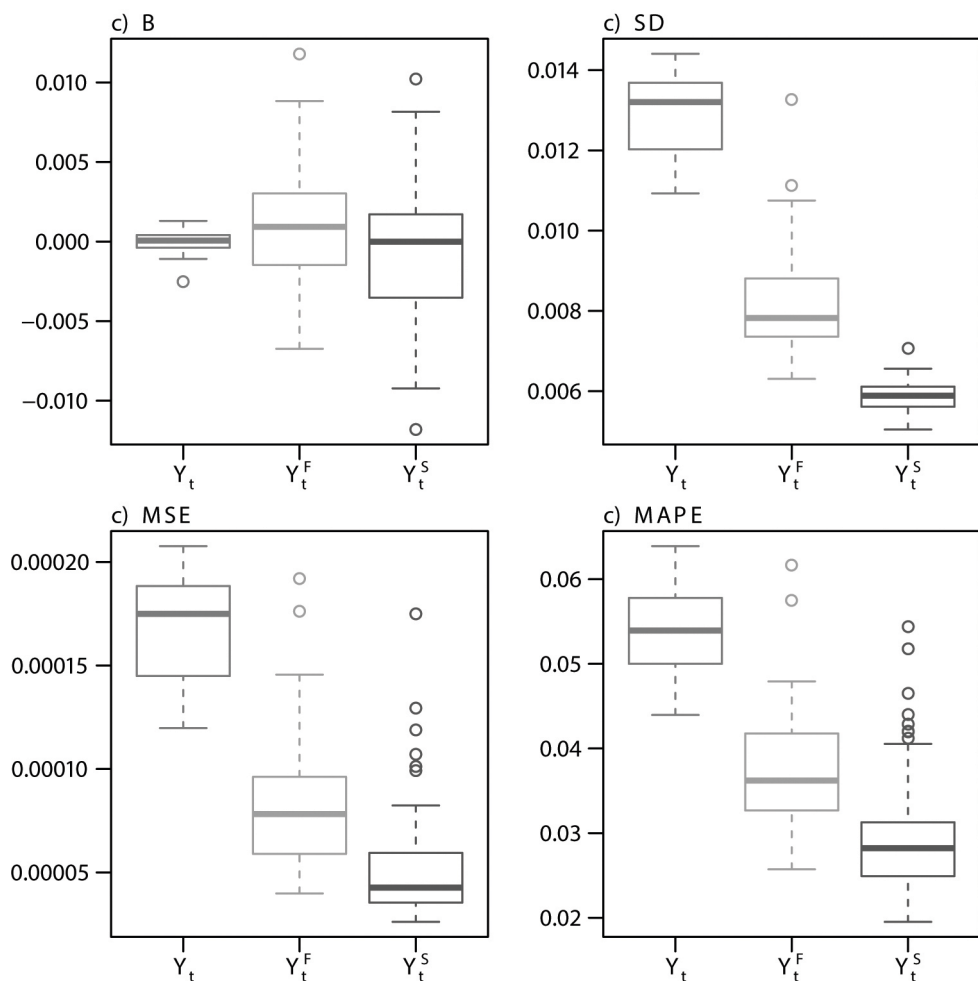 c) B
0.010
0.005
0.000
−0.005
−0.010
Y_t
Y_t^F
Y_t^S
c) SD
0.014
0.012
0.010
0.008
0.006
Y_t
Y_t^F
Y_t^S
c) MSE
0.00020
0.00015
0.00010
0.00005
Y_t
Y_t^F
Y_t^S
c) MAPE
0.06
0.05
0.04
0.03
0.02
Y_t
Y_t^F
Y_t^S